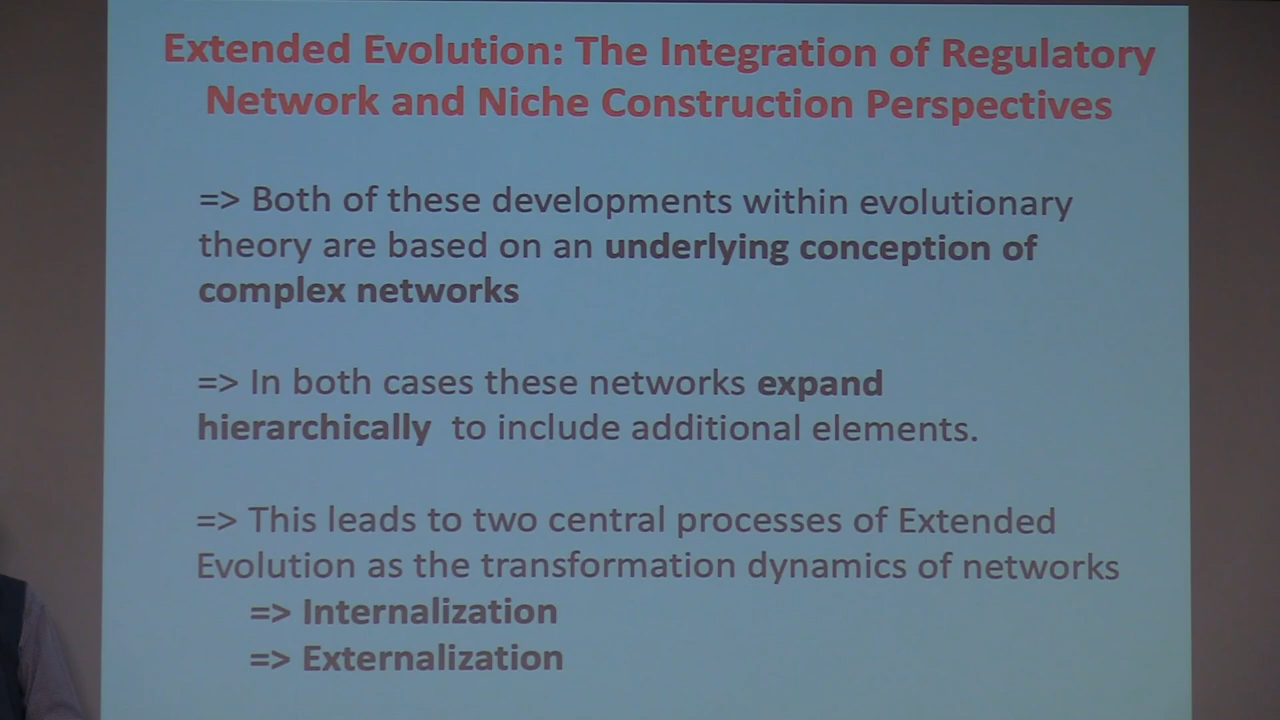 Extended Evolution: The Integration of Regulatory
Network and Niche Construction Perspectives
=> Both of these developments within evolutionary
theory are based on an underlying conception of
complex networks
=> In both cases these networks expand
hierarchically to include additional elements.
=> This leads to two central processes of Extended
Evolution as the transformation dynamics of networks
=> Internalization
=> Externalization